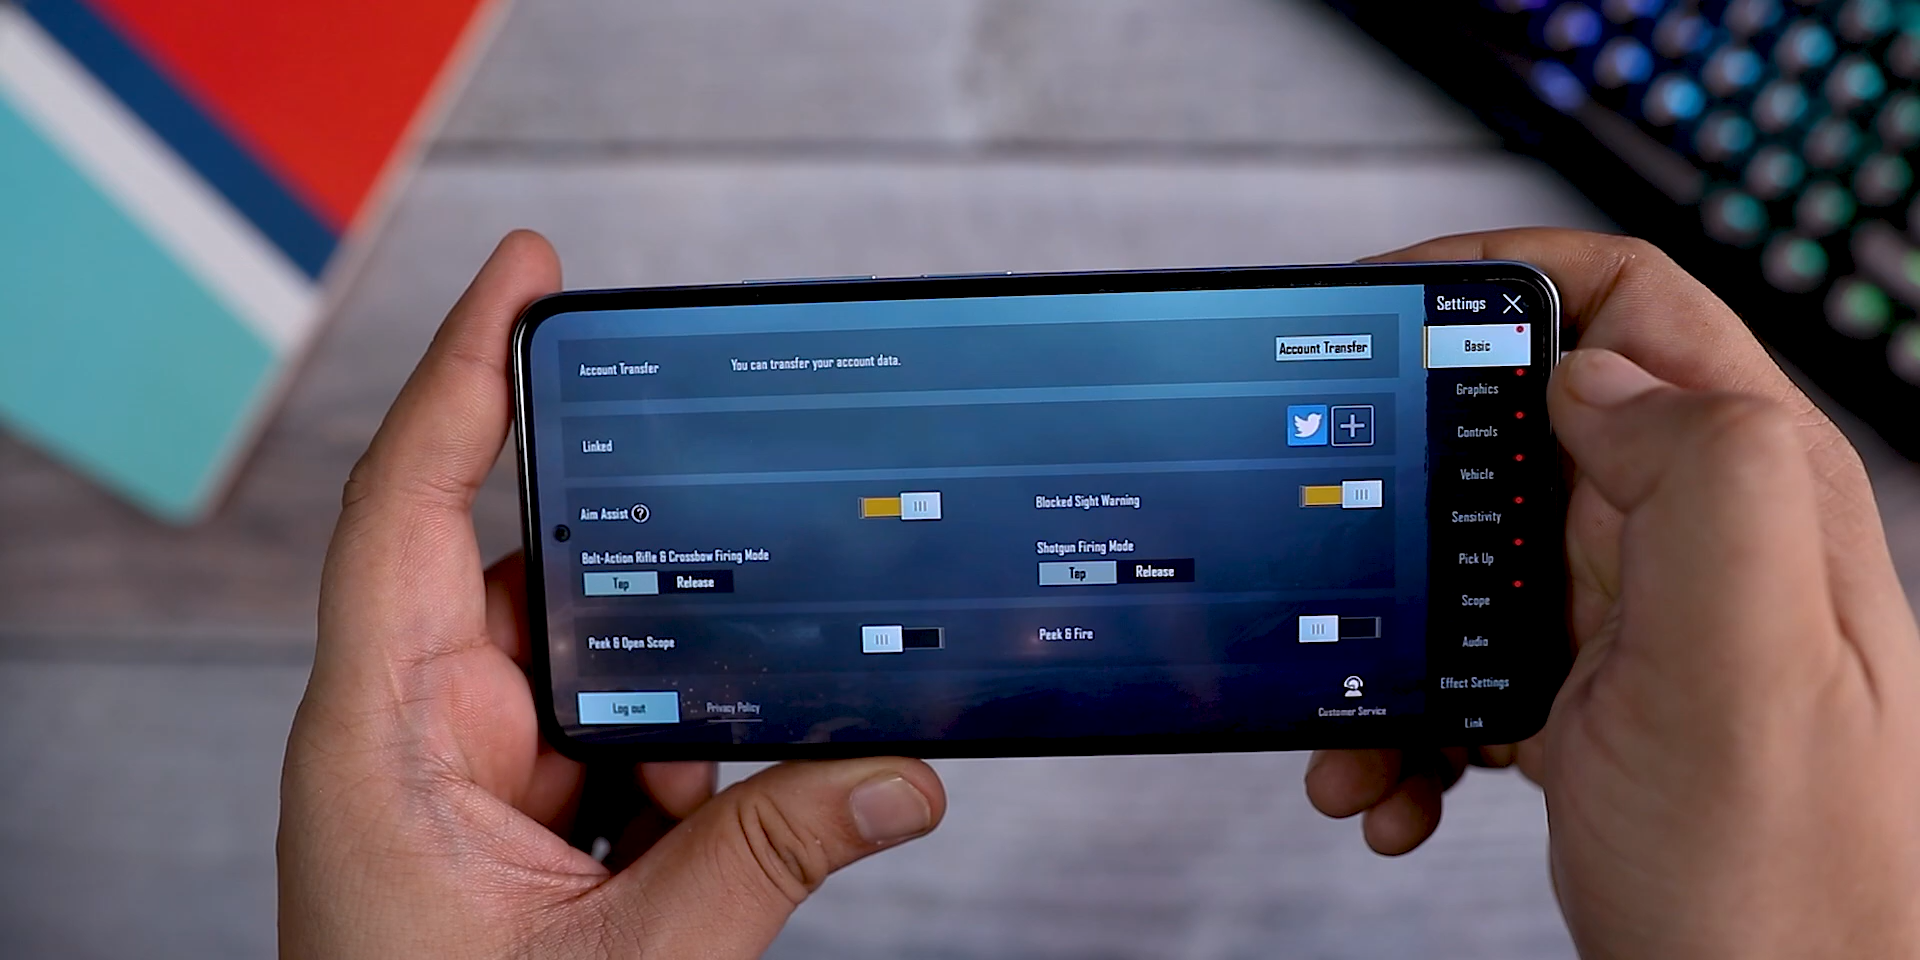 Settings
Account Transfer
You can transfer your account data.
Account Transfer
Linked
Aim Assist ?
Blocked Sight Warning
Bolt-Action Rifle & Crossbow Firing Mode
Tap Release
Shotgun Firing Mode
Tap Release
Peek & Open Scope
Peek & Fire
Log out
Privacy Policy
Customer Service
Basic
Graphics
Controls
Vehicle
Sensitivity
Pick Up
Scope
Audio
Effect Settings
Link